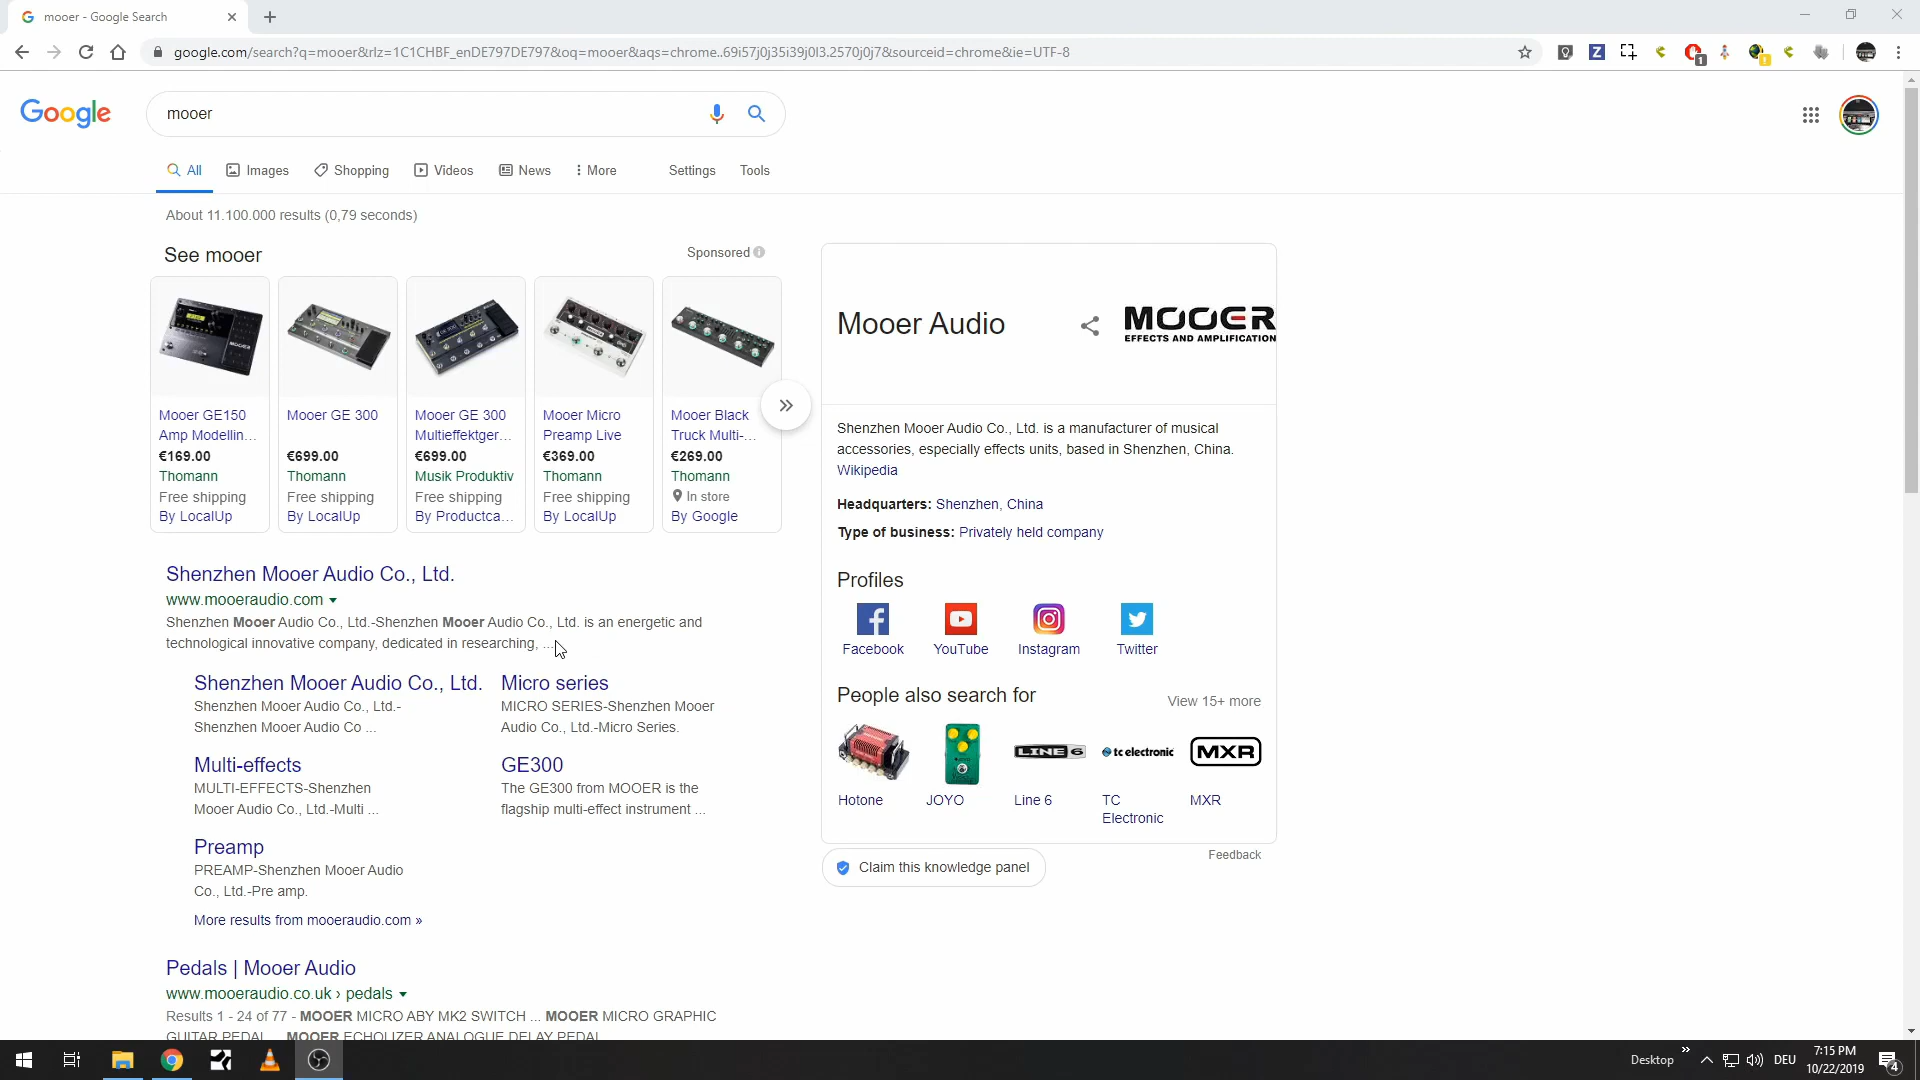 mooer - Google Search
google.com/search?q=mooer&rlz=1C1CHBF_enDE797DE797&oq=mooer&aqs=chrome..69i57j0j35i39j0l3.2570j0j7&sourceid=chrome&ie=UTF-8
Google
mooer
All Images Shopping Videos News More Settings Tools
About 11.100.000 results (0,79 seconds)
See mooer
Sponsored
Mooer GE150
Amp Modellin...
€169.00
Thomann
Free shipping
By LocalUp
Mooer GE 300
€699.00
Thomann
Free shipping
By LocalUp
Mooer GE 300
Multieffektger...
€699.00
Musik Produktiv
Free shipping
By Productca...
Mooer Micro
Preamp Live
€369.00
Thomann
Free shipping
By LocalUp
Mooer Black
Truck Multi-...
€269.00
Thomann
In store
By Google
Shenzhen Mooer Audio Co., Ltd.
www.mooeraudio.com
Shenzhen Mooer Audio Co., Ltd.-Shenzhen Mooer Audio Co., Ltd. is an energetic and
technological innovative company, dedicated in researching, ...
Shenzhen Mooer Audio Co., Ltd.
Shenzhen Mooer Audio Co., Ltd.-
Shenzhen Mooer Audio Co ...
Micro series
MICRO SERIES-Shenzhen Mooer
Audio Co., Ltd.-Micro Series.
Multi-effects
MULTI-EFFECTS-Shenzhen
Mooer Audio Co., Ltd.-Multi ...
GE300
The GE300 from MOOER is the
flagship multi-effect instrument ...
Preamp
PREAMP-Shenzhen Mooer Audio
Co., Ltd.-Pre amp.
More results from mooeraudio.com »
Pedals | Mooer Audio
www.mooeraudio.co.uk › pedals
Results 1 - 24 of 77 - MOOER MICRO ABY MK2 SWITCH ... MOOER MICRO GRAPHIC
GUITAR PEDAL ... MOOER ECHOLIZER ANALOGUE DELAY PEDAL
Mooer Audio
MOOER
EFFECTS AND AMPLIFICATION
Shenzhen Mooer Audio Co., Ltd. is a manufacturer of musical
accessories, especially effects units, based in Shenzhen, China.
Wikipedia
Headquarters: Shenzhen, China
Type of business: Privately held company
Profiles
Facebook YouTube Instagram Twitter
People also search for
View 15+ more
LINE 6 tc electronic MXR
Hotone
JOYO
Line 6
TC
Electronic
MXR
Feedback
Claim this knowledge panel
Desktop
DEU
7:15 PM
10/22/2019
4